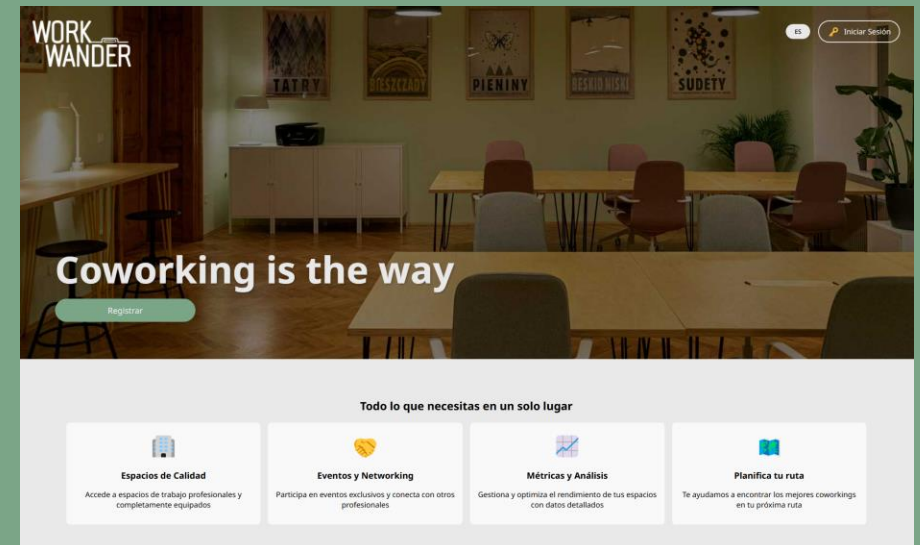 WORK
WANDER
ES
Iniciar Sesión
TATRY
BIESZCZADY
PIENINY
BESKID NISKI
SUDETY
Coworking is the way
Registrar
Todo lo que necesitas en un solo lugar
Espacios de Calidad
Accede a espacios de trabajo profesionales y
completamente equipados
Eventos y Networking
Participa en eventos exclusivos y conecta con otros
profesionales
Métricas y Análisis
Gestiona y optimiza el rendimiento de tus espacios
con datos detallados
Planifica tu ruta
Te ayudamos a encontrar los mejores coworkings
en tu próxima ruta